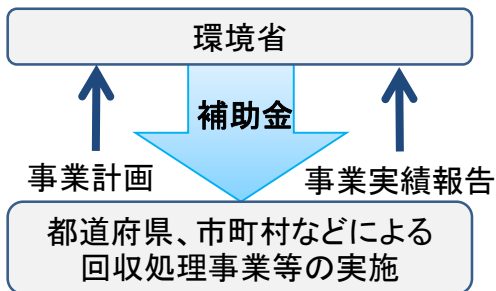 環境省
補助金
事業計画
事業実績報告
都道府県、市町村などによる
回収処理事業等の実施